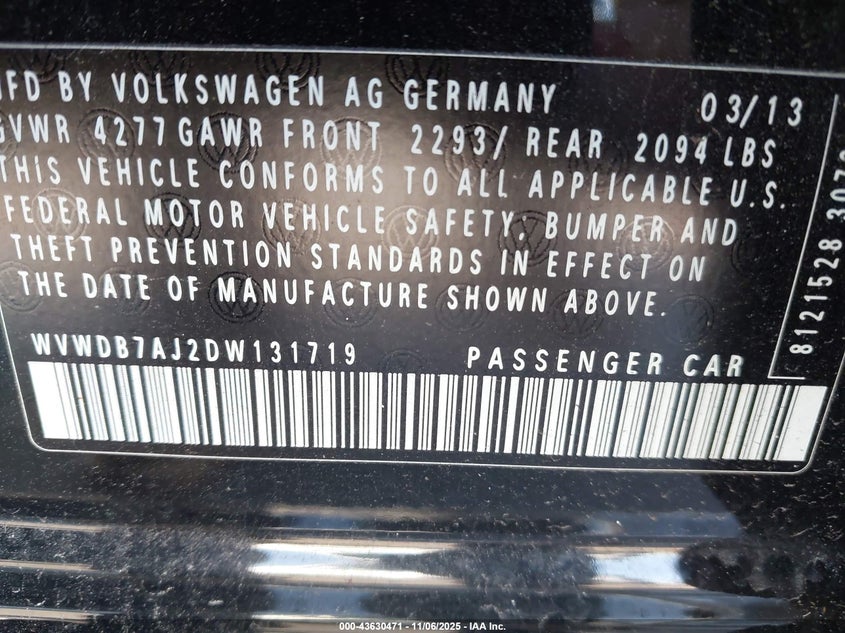 MFD BY VOLKSWAGEN AG GERMANY 03/13
GVWR 4277 GAWR FRONT 2293/ REAR 2094 LBS
THIS VEHICLE CONFORMS TO ALL APPLICABLE U.S.
FEDERAL MOTOR VEHICLE SAFETY, BUMPER AND
THEFT PREVENTION STANDARDS IN EFFECT ON
THE DATE OF MANUFACTURE SHOWN ABOVE.
WVWDB7AJ2DW131719 PASSENGER CAR
8121528 307
000-43630471 - 11/06/2025 - IAA Inc.